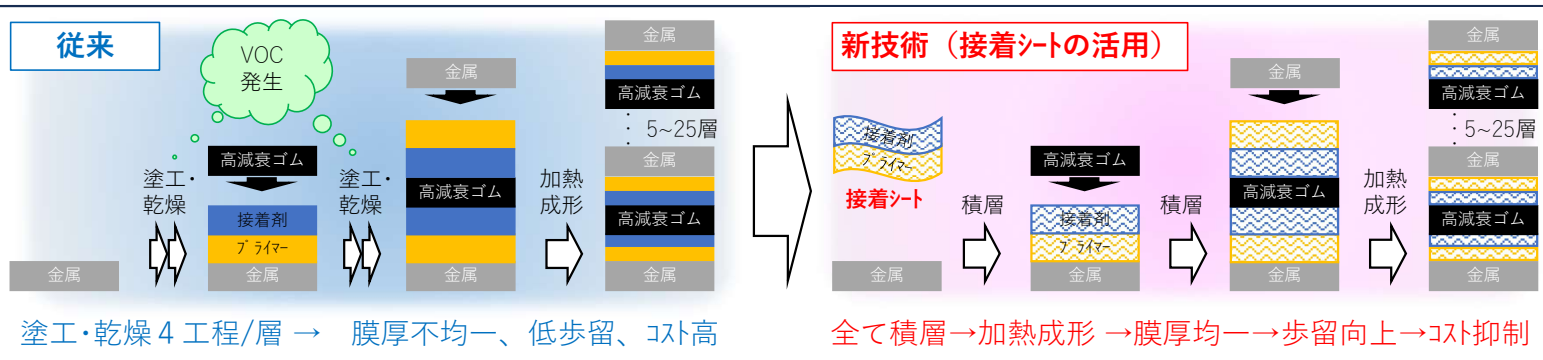 従来
VOC
発生
金属
塗工・
乾燥
高減衰ゴム
接着剤
プライマー
金属
塗工・
乾燥
金属
高減衰ゴム
金属
加熱
成形
金属
高減衰ゴム
：
5~25層
金属
高減衰ゴム
金属
塗工・乾燥4工程/層 → 膜厚不均一、低歩留、コスト高
新技術（接着シートの活用）
接着剤
プライマー
接着シート
金属
積層
高減衰ゴム
接着剤
プライマー
金属
積層
金属
高減衰ゴム
金属
加熱
成形
金属
高減衰ゴム
：
5~25層
金属
高減衰ゴム
金属
全て積層→加熱成形 →膜厚均一→歩留向上→コスト抑制